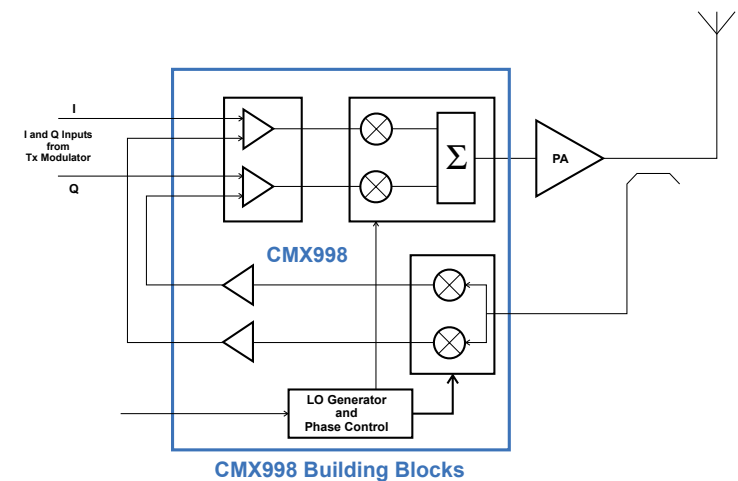 I
I and Q Inputs
from
Tx Modulator
Q
Σ
PA
CMX998
LO Generator
and
Phase Control
CMX998 Building Blocks